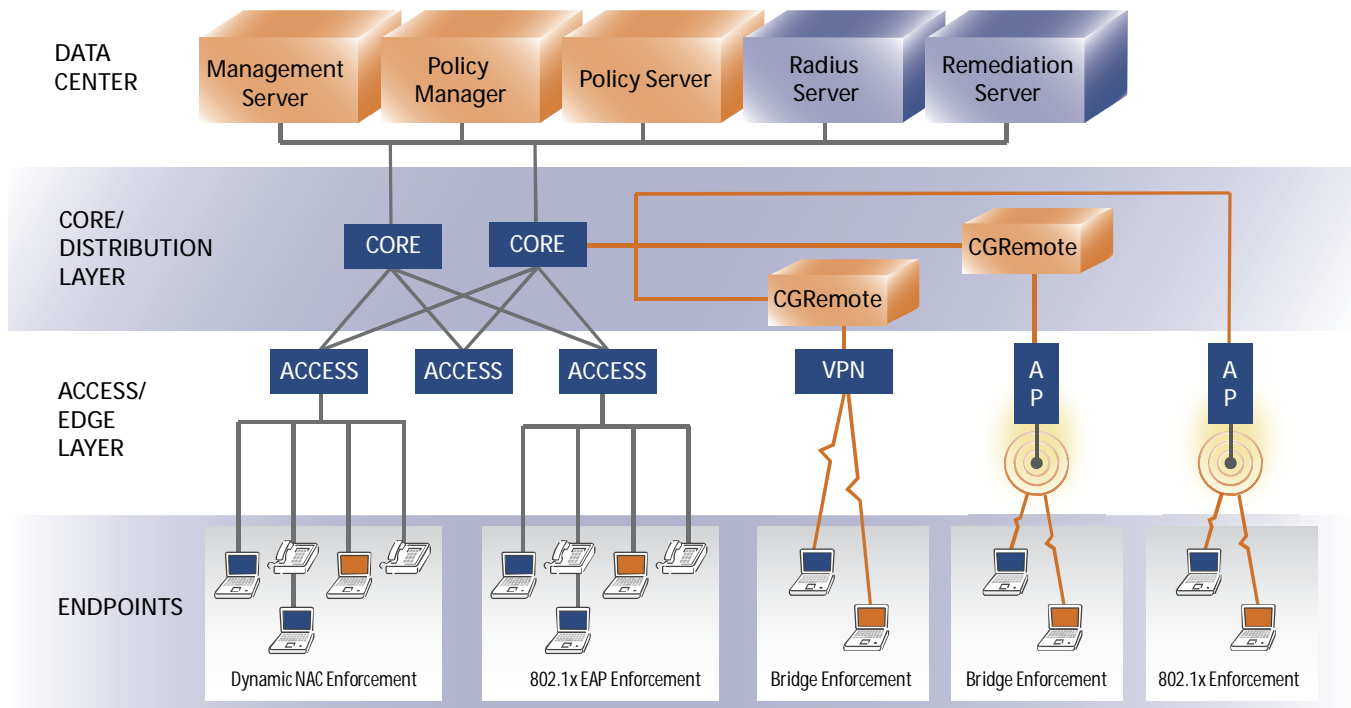 DATA
CENTER
Management
Server
Policy
Manager
Policy Server
Radius
Server
Remediation
Server
CORE/
DISTRIBUTION
LAYER
CORE
CORE
CGRemote
CGRemote
ACCESS/
EDGE
LAYER
ACCESS
ACCESS
ACCESS
VPN
A
P
A
P
ENDPOINTS
Dynamic NAC Enforcement
802.1x EAP Enforcement
Bridge Enforcement
Bridge Enforcement
802.1x Enforcement